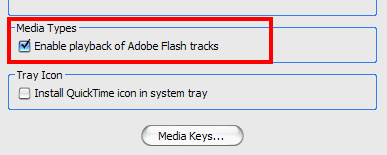 Media Types
Enable playback of Adobe Flash tracks
Tray Icon
Install QuickTime icon in system tray
Media Keys...